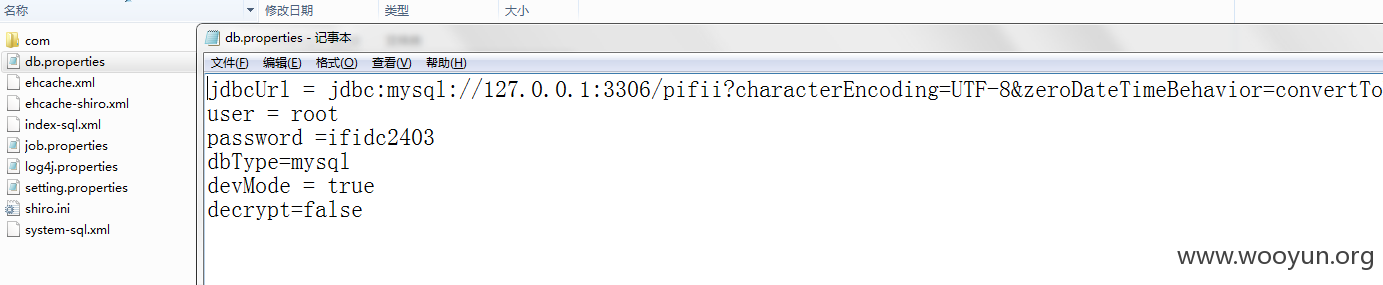 名称 修改日期 类型 大小
com
db.properties
ehcache.xml
ehcache-shiro.xml
index-sql.xml
job.properties
log4j.properties
setting.properties
shiro.ini
system-sql.xml
db.properties - 记事本
文件(F) 编辑(E) 格式(O) 查看(V) 帮助(H)
jdbcUrl = jdbc:mysql://127.0.0.1:3306/pifii?characterEncoding=UTF-8&zeroDateTimeBehavior=convertTo
user = root
password =ifidc2403
dbType=mysql
devMode = true
decrypt=false
www.wooyun.org